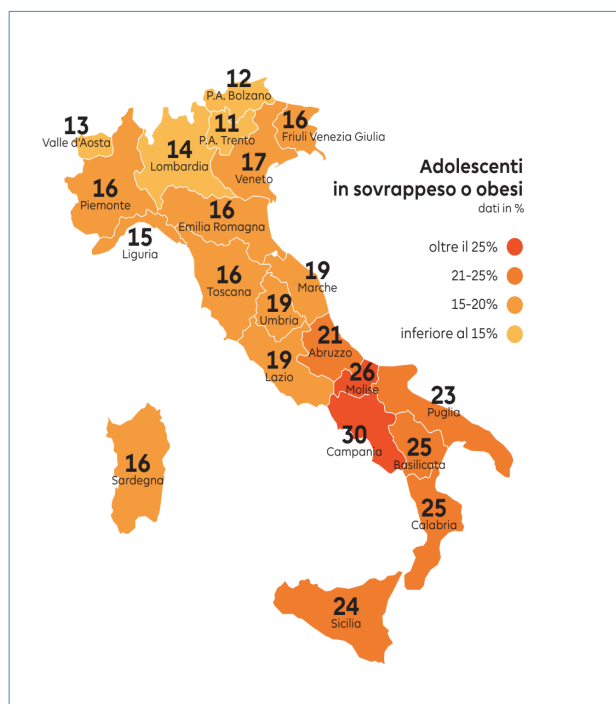 12
P.A. Bolzano
13
Valle d'Aosta
11
P.A. Trento
16
Friuli Venezia Giulia
14
Lombardia
17
Veneto
16
Piemonte
Adolescenti
in sovrappeso o obesi
dati in %
oltre il 25%
21-25%
15-20%
inferiore al 15%
16
Emilia Romagna
15
Liguria
16
Toscana
19
Marche
19
Umbria
21
Abruzzo
19
Lazio
26
Molise
23
Puglia
30
Campania
25
Basilicata
16
Sardegna
25
Calabria
24
Sicilia